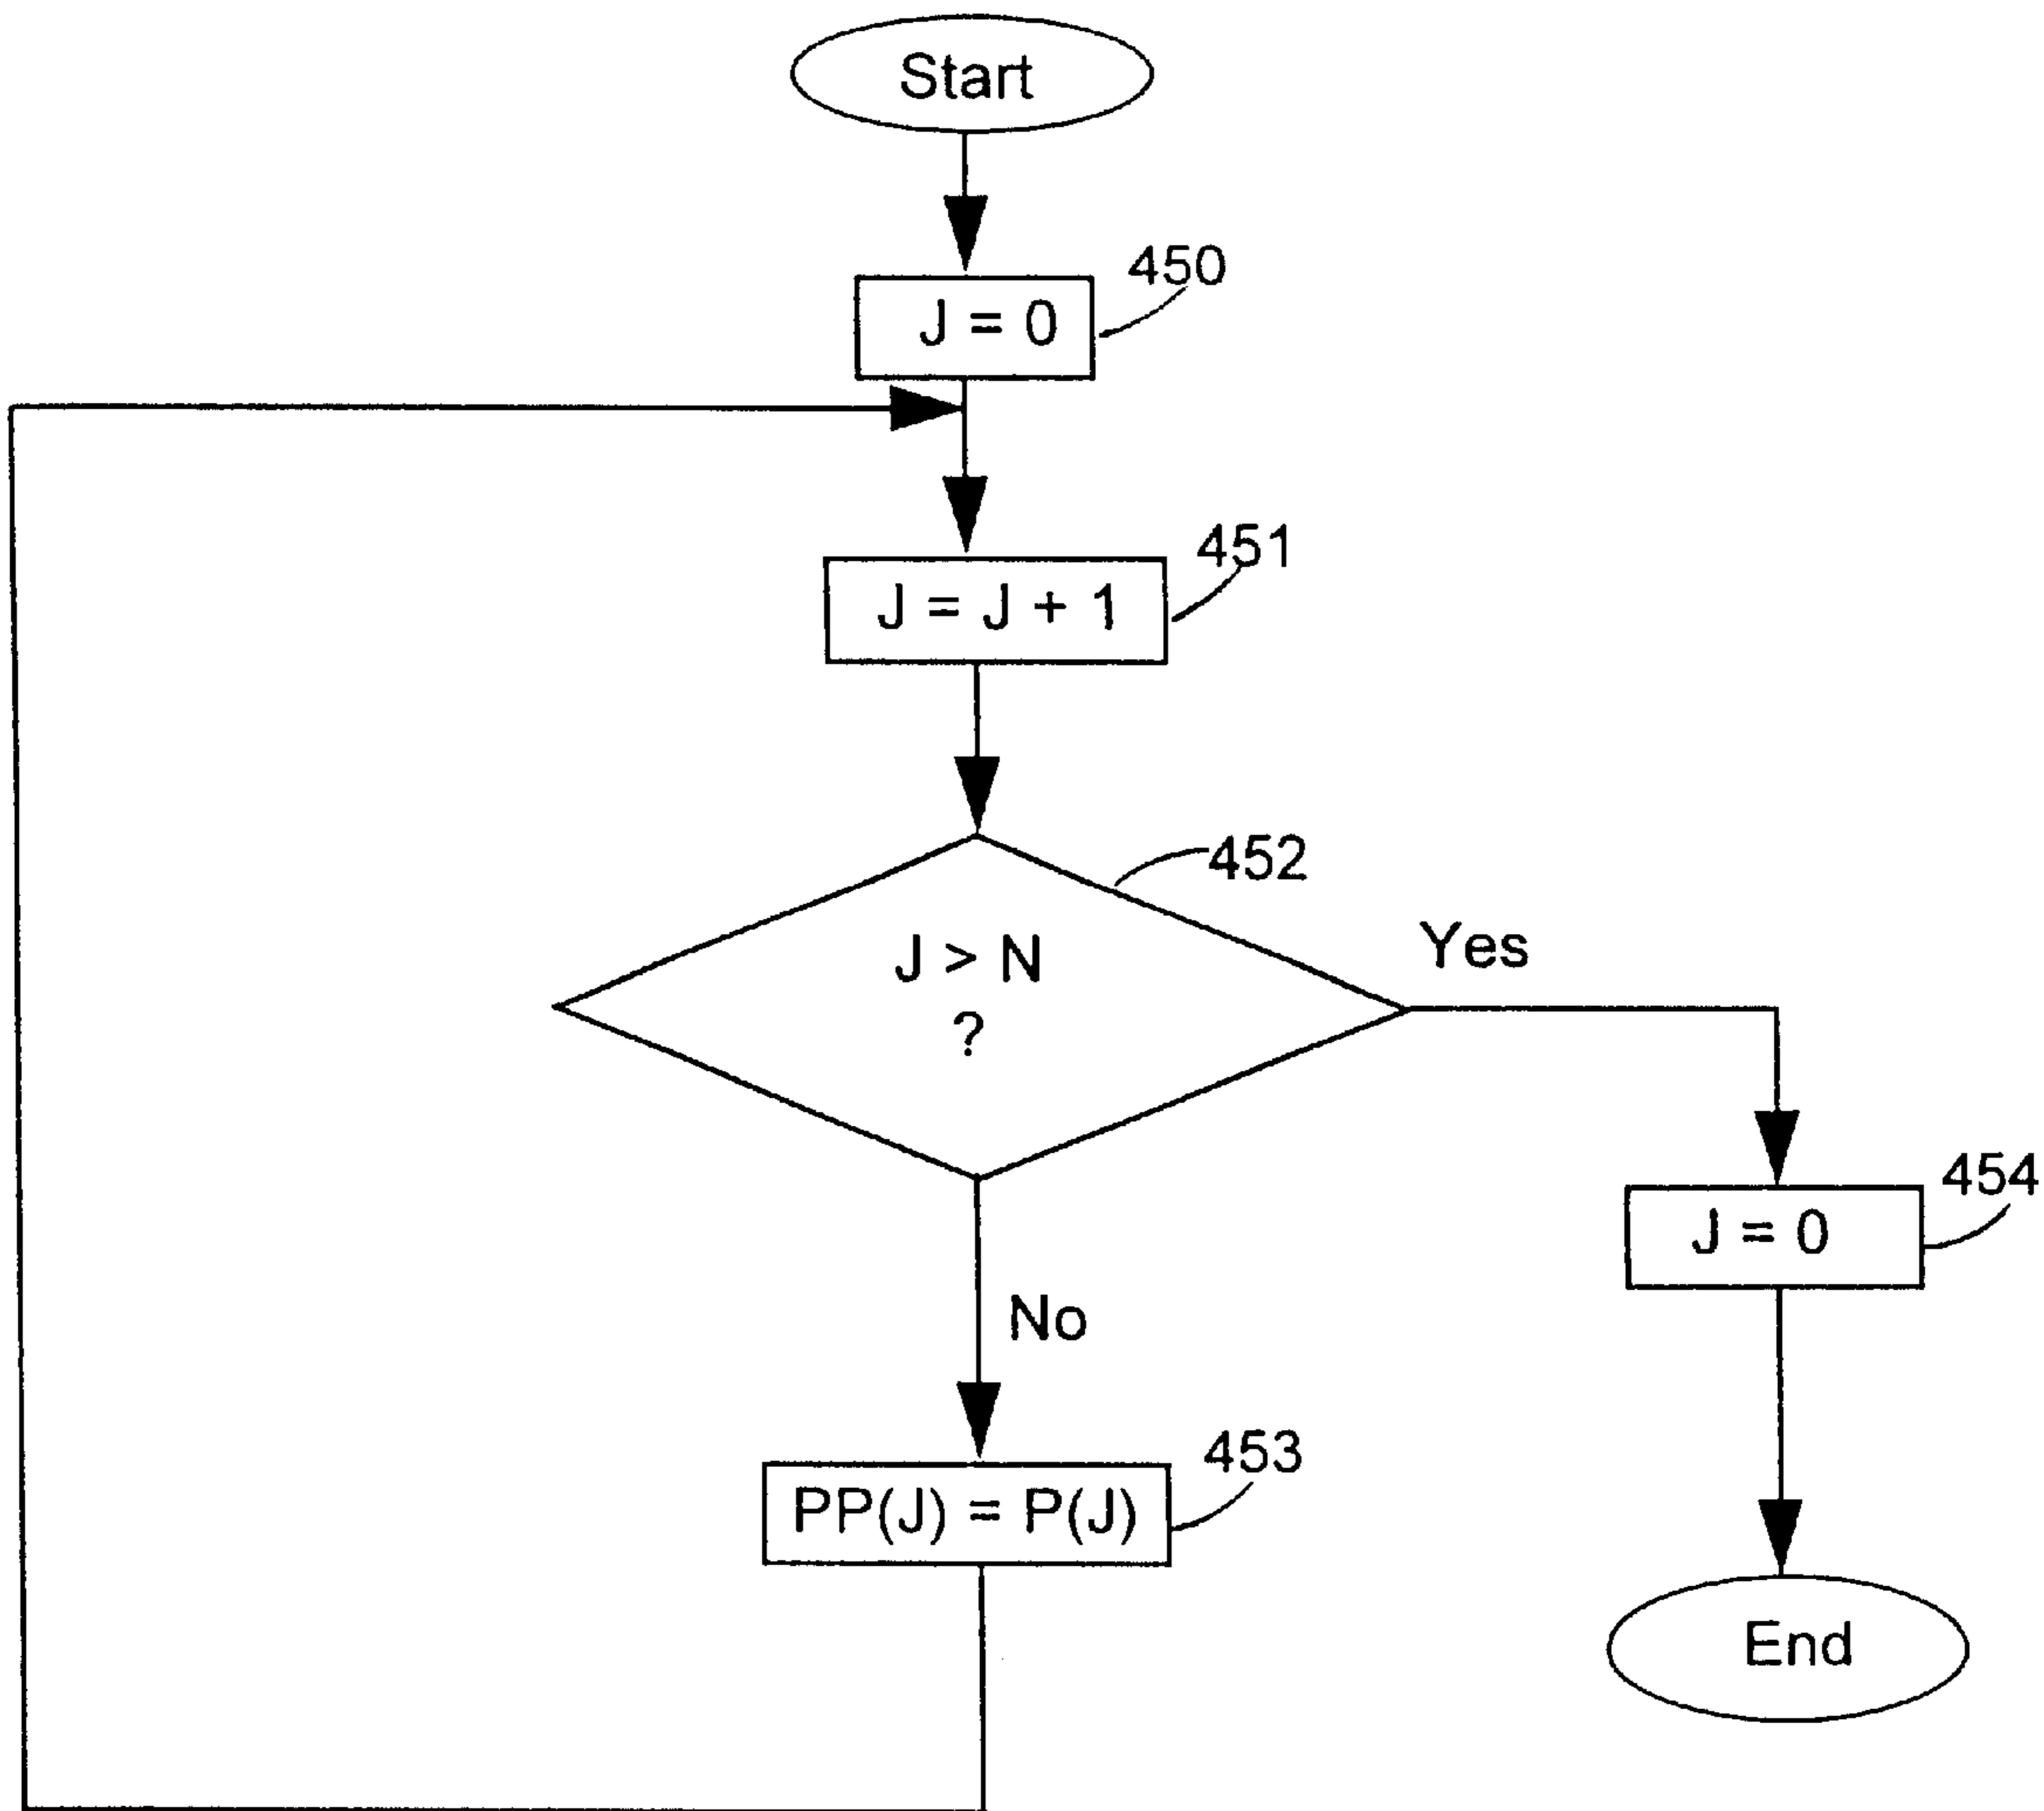 Start
450
J = 0
451
J = J + 1
452
J > N
?
Yes
454
J = 0
No
453
PP(J) = P(J)
End